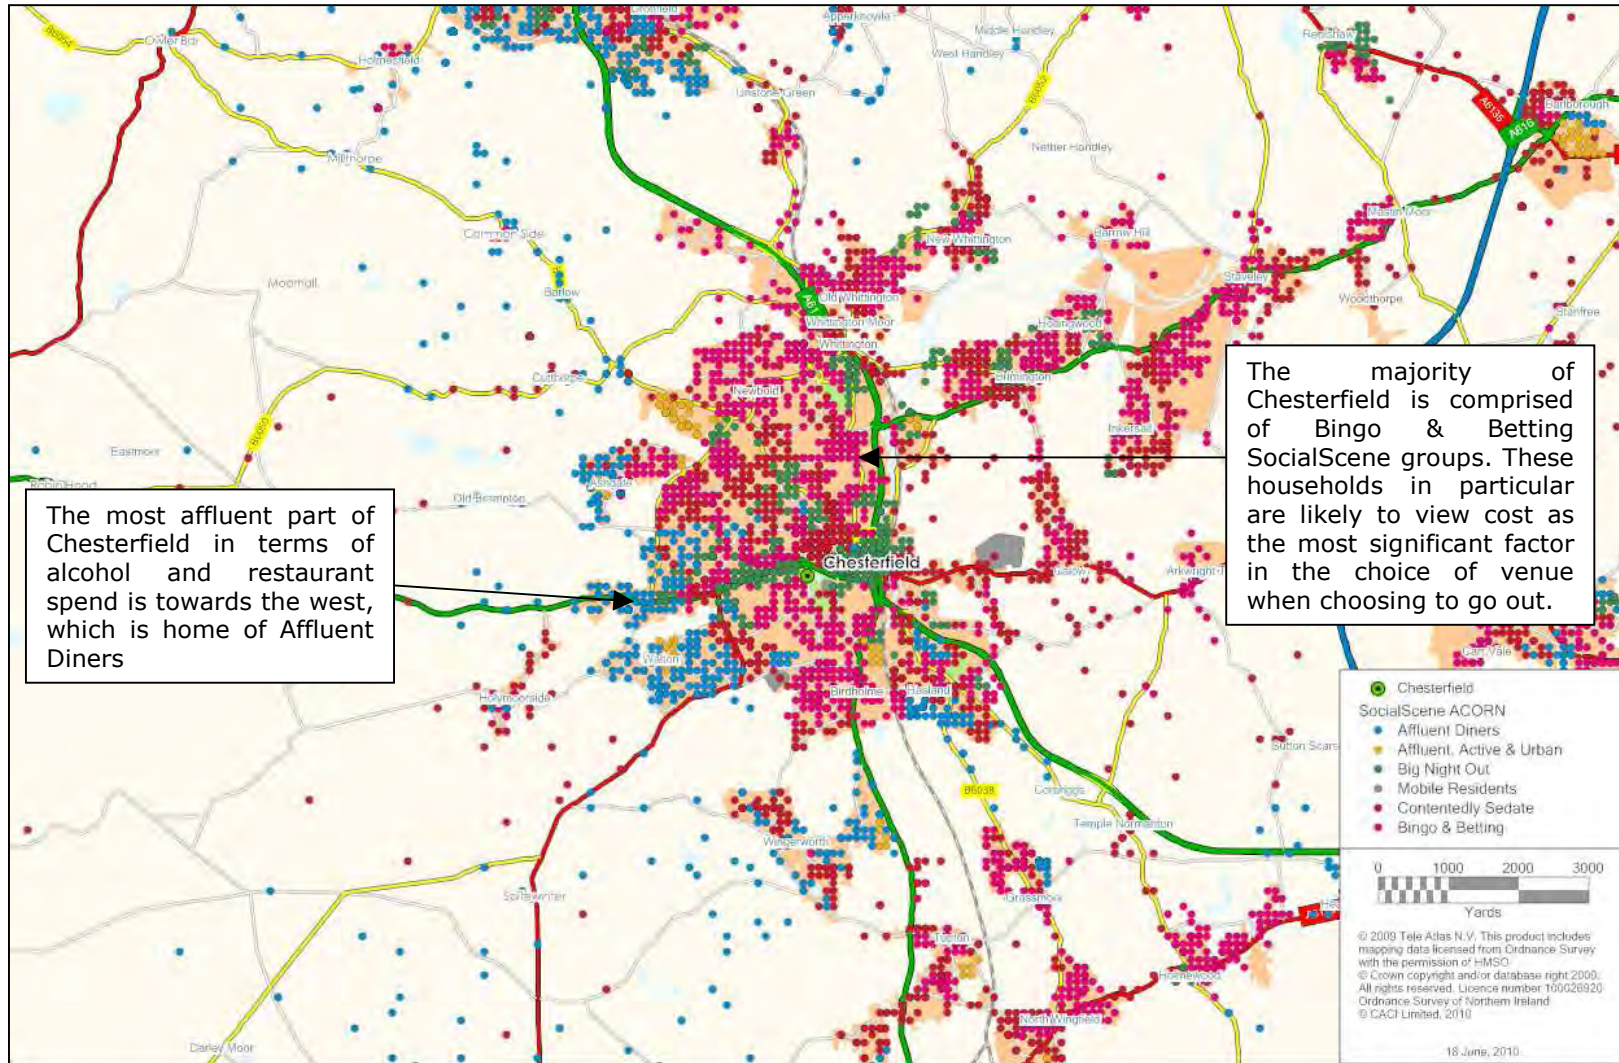 B6054
Owler Bar
Holmesfield
Dronfield
Apperknowle
Middle Handley
West Handley
Renishaw
Unstone Green
B6052
A6135
A616
Barlborough
Millthorpe
Nether Handley
Mastin Moor
Common Side
New Whittington
Barrow Hill
Staveley
Moorhall
Barlow
A61
Old Whittington
Woodthorpe
Stanfree
Whittington Moor
Hollingwood
Whittington
Cutthorpe
Newbold
Brimington
B6050
Inkersall
Eastmoor
Robin Hood
Ashgate
Old Brampton
The majority of
Chesterfield is comprised
of Bingo & Betting
SocialScene groups. These
households in particular
are likely to view cost as
the most significant factor
in the choice of venue
when choosing to go out.
The most affluent part of
Chesterfield in terms of
alcohol and restaurant
spend is towards the west,
which is home of Affluent
Diners
Chesterfield
Calow
Arkwright T
Walton
Carr Vale
Holymoorside
Birdholme
Hasland
Sutton Scars
B6038
Corbriggs
Temple Normanton
Wingerworth
Spitewinter
Grassmoor
Tupton
Holmewood
North Wingfield
Darley Moor
Chesterfield
SocialScene ACORN
Affluent Diners
Affluent, Active & Urban
Big Night Out
Mobile Residents
Contentedly Sedate
Bingo & Betting
0 1000 2000 3000
Yards
© 2009 Tele Atlas N.V. This product includes
mapping data licensed from Ordnance Survey
with the permission of HMSO
© Crown copyright and/or database right 2009.
All rights reserved. Licence number 100026920
Ordnance Survey of Northern Ireland
© CACI Limited, 2010
18 June, 2010